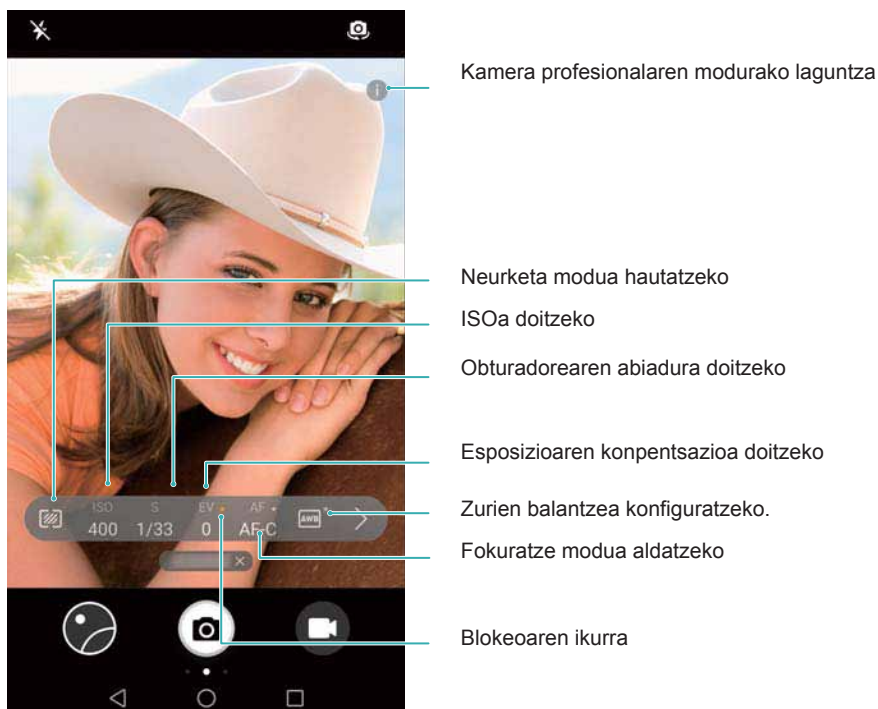 Kamera profesionalaren modurako laguntza
Neurketa modua hautatzeko
ISOa doitzeko
Obturadorearen abiadura doitzeko
Esposizioaren konpentsazioa doitzeko
Zurien balantzea konfiguratzeko.
Fokuratze modua aldatzeko
Blokeoaren ikurra
ISO S EV AF
400 1/33 0 AF-C AWB